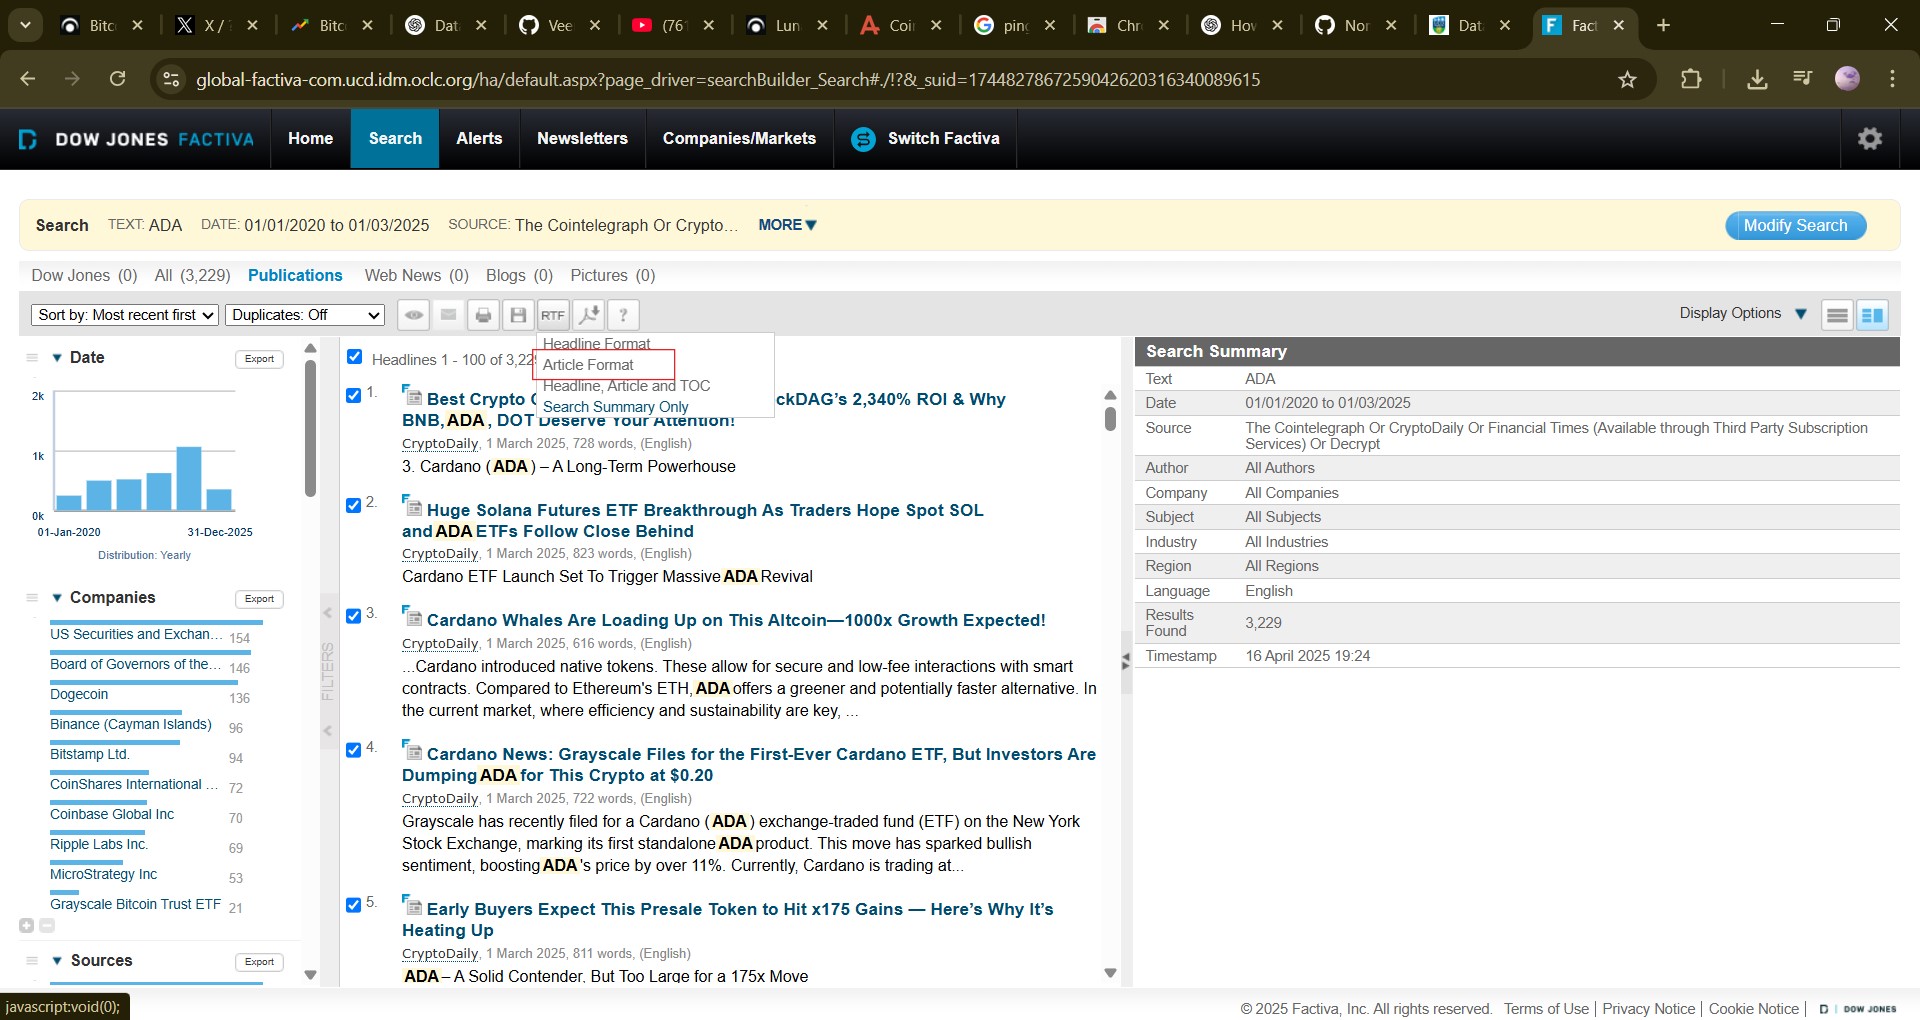 Bitc
X /
Bitc
Dat
Vee
(76
Lun
Coi
pin
Chr
Hov
Nor
Dat
Fact
global-factiva-com.ucd.idm.oclc.org/ha/default.aspx?page_driver=searchBuilder_Search#./!?&_suid=1744827867259042620316340089615
DOW JONES FACTIVA
Home
Search
Alerts
Newsletters
Companies/Markets
Switch Factiva
Search TEXT: ADA DATE: 01/01/2020 to 01/03/2025 SOURCE: The Cointelegraph Or Crypto... MORE
Modify Search
Dow Jones (0) All (3,229) Publications Web News (0) Blogs (0) Pictures (0)
Sort by: Most recent first
Duplicates: Off
RTF
?
Display Options
Headline Format
Article Format
Headline, Article and TOC
Search Summary Only
Date
Export
2k
1k
0k
01-Jan-2020 31-Dec-2025
Distribution: Yearly
Companies
Export
US Securities and Exchan... 154
Board of Governors of the... 146
Dogecoin 136
Binance (Cayman Islands) 96
Bitstamp Ltd. 94
CoinShares International ... 72
Coinbase Global Inc 70
Ripple Labs Inc. 69
MicroStrategy Inc 53
Grayscale Bitcoin Trust ETF 21
Sources
Export
FILTERS
Headlines 1 - 100 of 3,229
1. Best Crypto ckDAG's 2,340% ROI & Why
BNB, ADA, DOT Deserve Your Attention!
CryptoDaily, 1 March 2025, 728 words, (English)
3. Cardano (ADA) – A Long-Term Powerhouse
2. Huge Solana Futures ETF Breakthrough As Traders Hope Spot SOL
and ADA ETFs Follow Close Behind
CryptoDaily, 1 March 2025, 823 words, (English)
Cardano ETF Launch Set To Trigger Massive ADA Revival
3. Cardano Whales Are Loading Up on This Altcoin—1000x Growth Expected!
CryptoDaily, 1 March 2025, 616 words, (English)
...Cardano introduced native tokens. These allow for secure and low-fee interactions with smart
contracts. Compared to Ethereum's ETH, ADA offers a greener and potentially faster alternative. In
the current market, where efficiency and sustainability are key, ...
4. Cardano News: Grayscale Files for the First-Ever Cardano ETF, But Investors Are
Dumping ADA for This Crypto at $0.20
CryptoDaily, 1 March 2025, 722 words, (English)
Grayscale has recently filed for a Cardano (ADA) exchange-traded fund (ETF) on the New York
Stock Exchange, marking its first standalone ADA product. This move has sparked bullish
sentiment, boosting ADA's price by over 11%. Currently, Cardano is trading at...
5. Early Buyers Expect This Presale Token to Hit x175 Gains — Here's Why It's
Heating Up
CryptoDaily, 1 March 2025, 811 words, (English)
ADA – A Solid Contender, But Too Large for a 175x Move
Search Summary
Text ADA
Date 01/01/2020 to 01/03/2025
Source The Cointelegraph Or CryptoDaily Or Financial Times (Available through Third Party Subscription
Services) Or Decrypt
Author All Authors
Company All Companies
Subject All Subjects
Industry All Industries
Region All Regions
Language English
Results
Found 3,229
Timestamp 16 April 2025 19:24
javascript:void(0);
© 2025 Factiva, Inc. All rights reserved. Terms of Use | Privacy Notice | Cookie Notice | DOW JONES